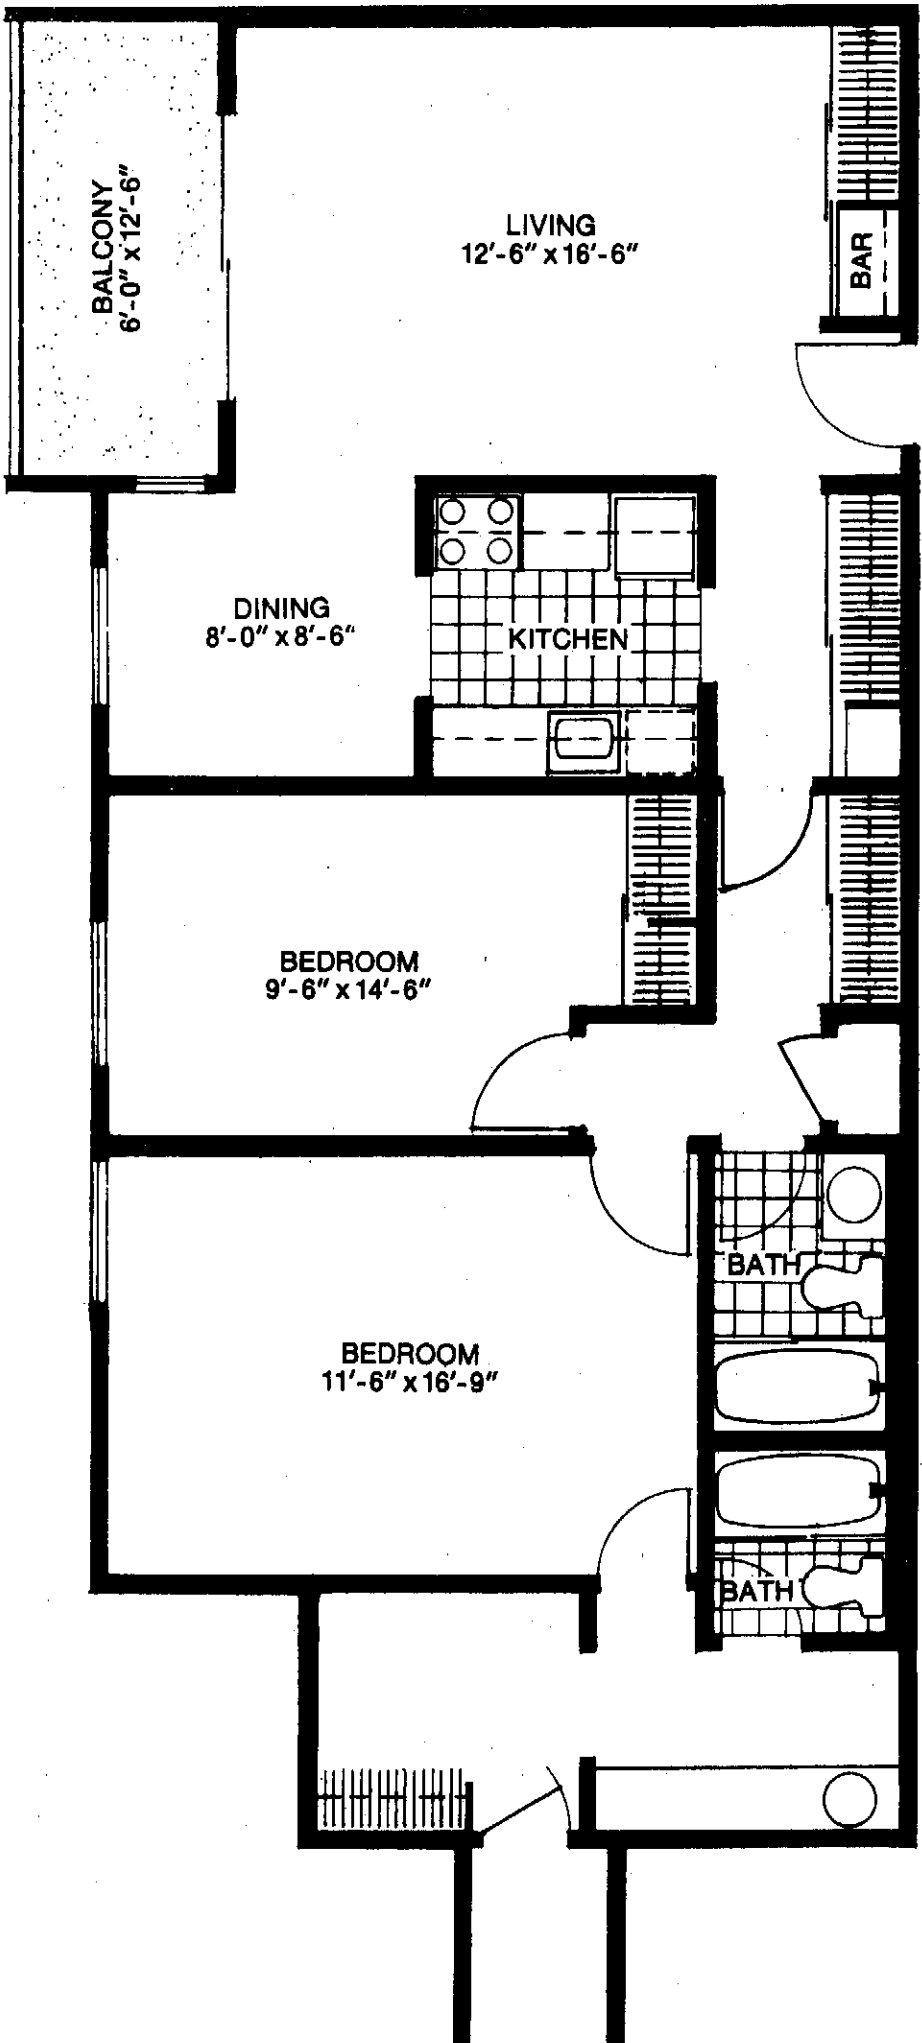 BALCONY
6'-0" x 12'-6"
LIVING
12'-6" x 16'-6"
BAR
DINING
8'-0" x 8'-6"
KITCHEN
BEDROOM
9'-6" x 14'-6"
BATH
BEDROOM
11'-6" x 16'-9"
BATH